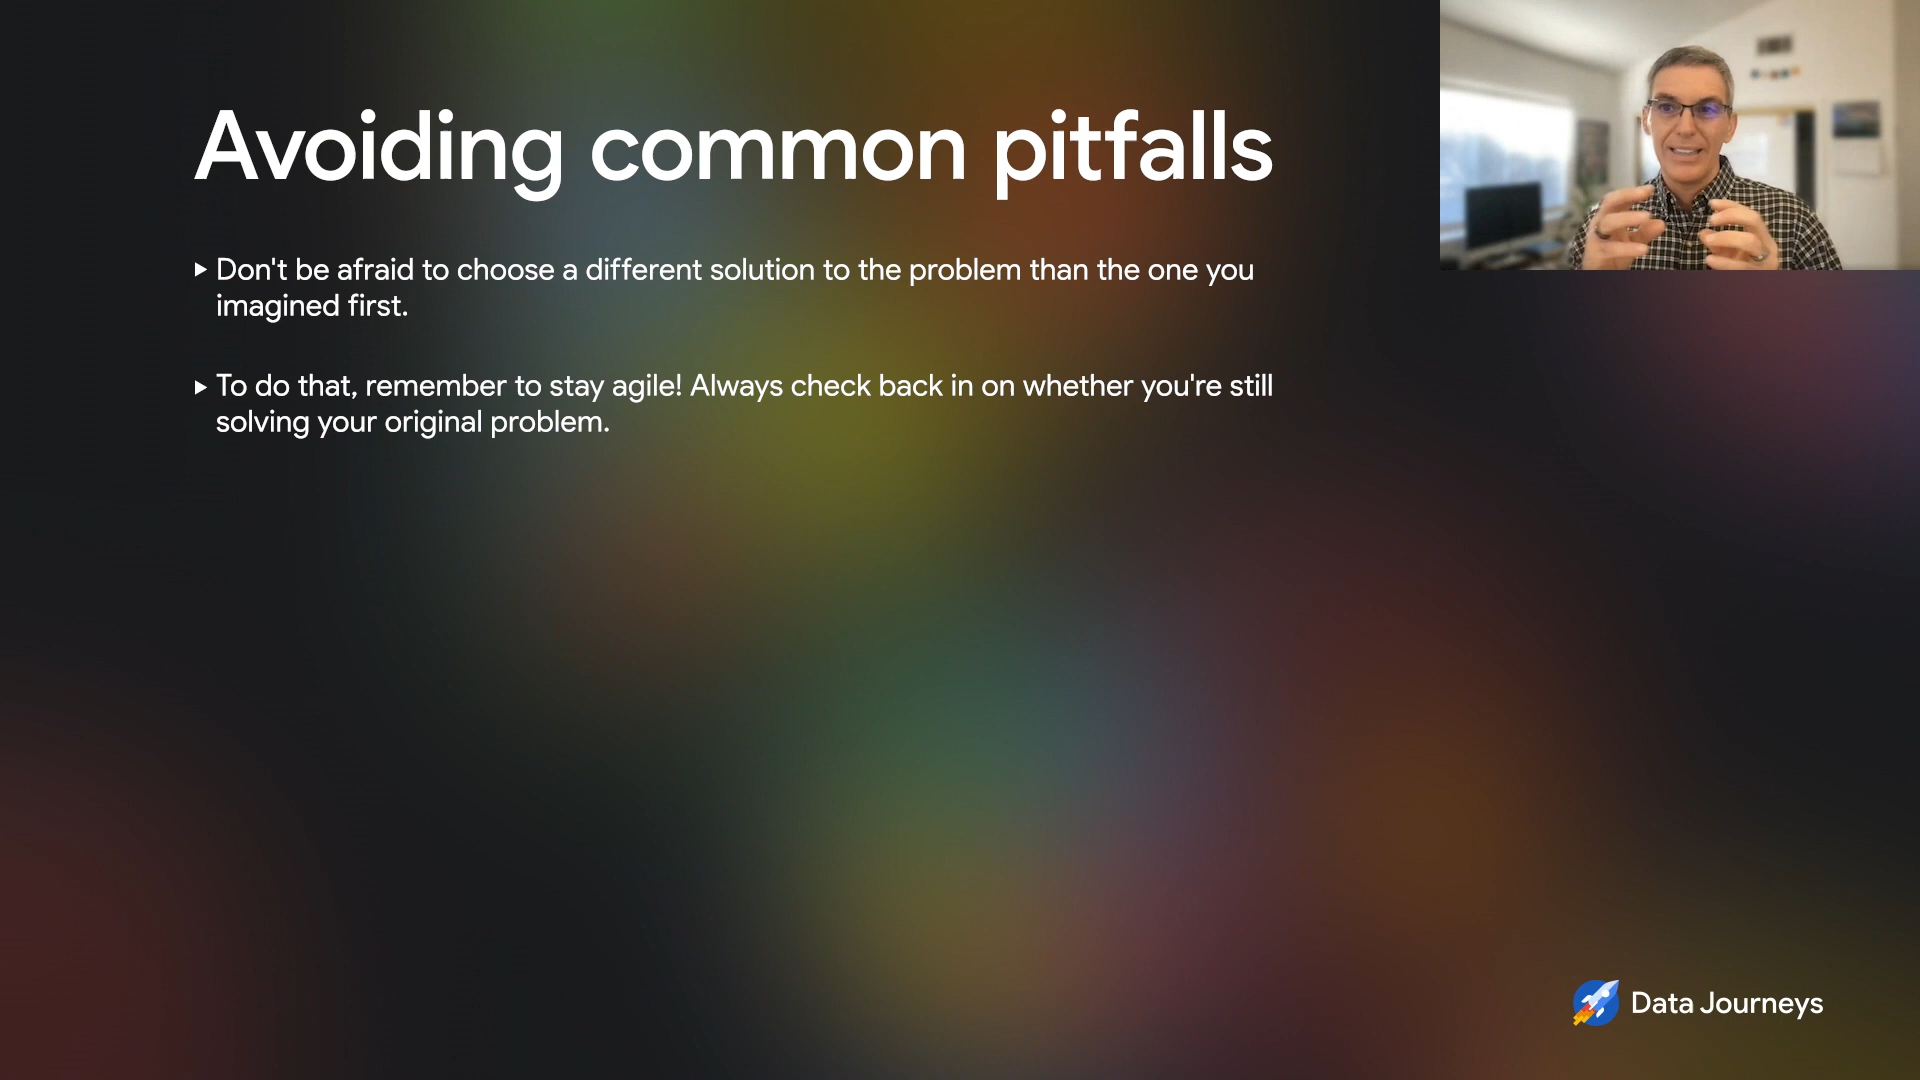 Avoiding common pitfalls
Don't be afraid to choose a different solution to the problem than the one you
imagined first.
To do that, remember to stay agile! Always check back in on whether you're still
solving your original problem.
Data Journeys